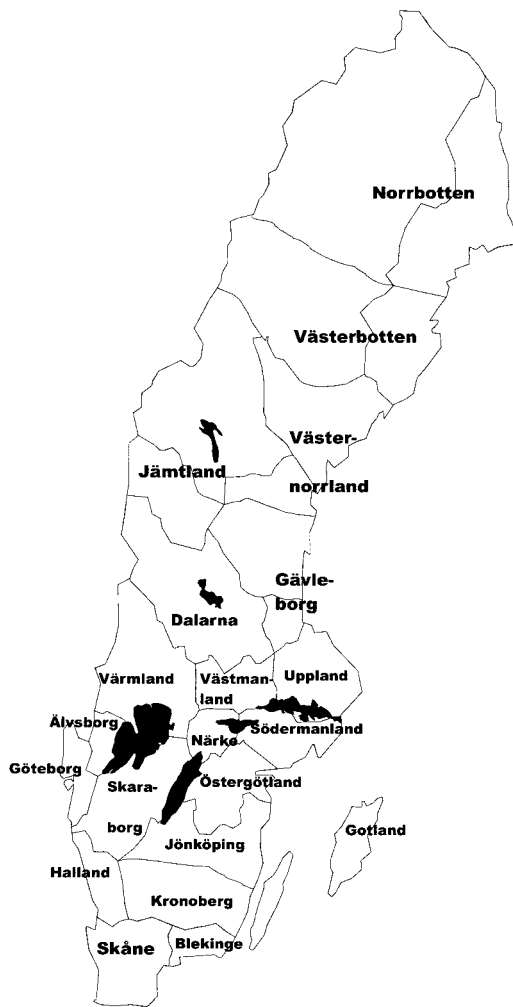 Norrbotten
Västerbotten
Väster-
norrland
Jämtland
Gävle-
borg
Dalarna
Värmland
Västman-
land
Uppland
Älvsborg
Södermanland
Närke
Göteborg
Östergötland
Skara-
borg
Gotland
Jönköping
Halland
Kronoberg
Skåne
Blekinge